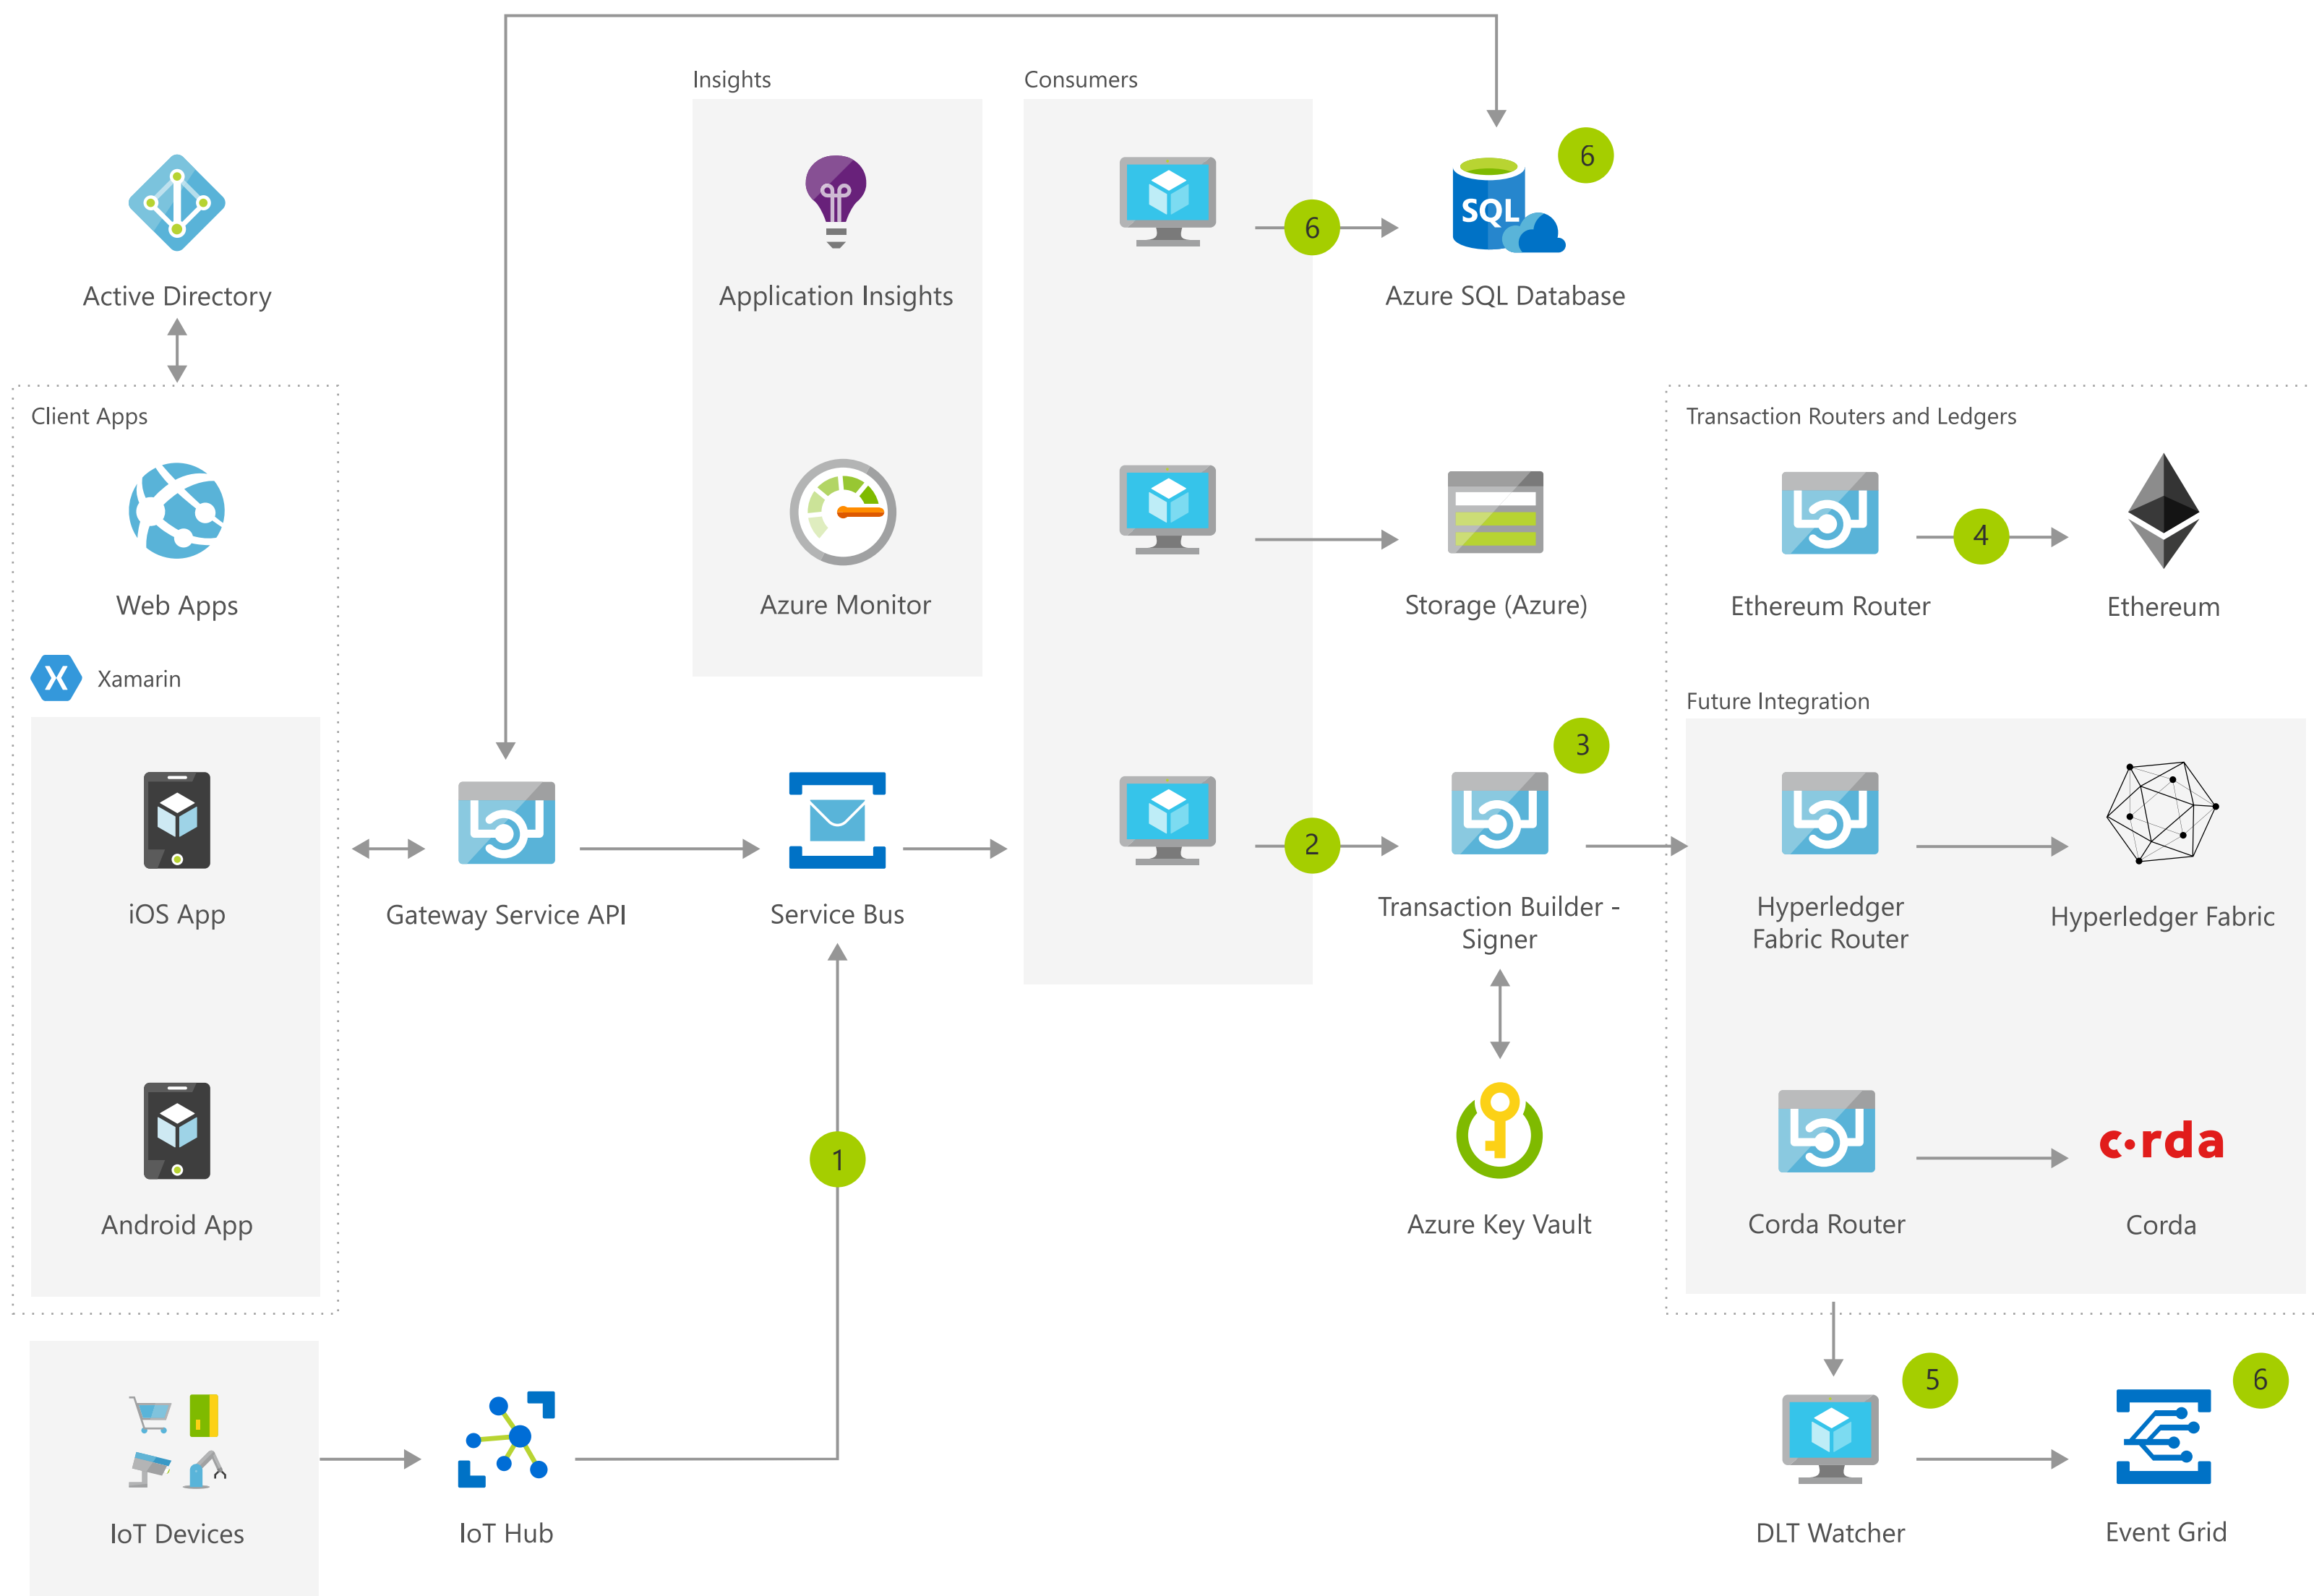 Insights
Consumers
6
SQL
6
Active Directory
Application Insights
Azure SQL Database
Client Apps
Transaction Routers and Ledgers
4
Web Apps
Azure Monitor
Storage (Azure)
Ethereum Router
Ethereum
X
Xamarin
Future Integration
3
2
iOS App
Gateway Service API
Service Bus
Transaction Builder -
Signer
Hyperledger
Fabric Router
Hyperledger Fabric
1
c·rda
Android App
Azure Key Vault
Corda Router
Corda
5
6
IoT Devices
IoT Hub
DLT Watcher
Event Grid